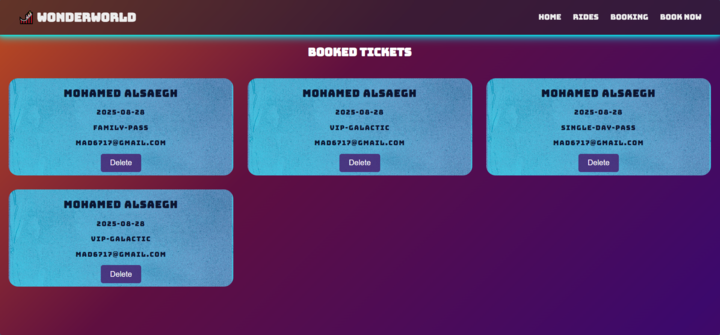 WONDERWORLD
HOME RIDES BOOKING BOOK NOW
BOOKED TICKETS
MOHAMED ALSAEGH
2025-08-28
FAMILY-PASS
MAD6717@GMAIL.COM
Delete
MOHAMED ALSAEGH
2025-08-28
VIP-GALACTIC
MAD6717@GMAIL.COM
Delete
MOHAMED ALSAEGH
2025-08-28
SINGLE-DAY-PASS
MAD6717@GMAIL.COM
Delete
MOHAMED ALSAEGH
2025-08-28
VIP-GALACTIC
MAD6717@GMAIL.COM
Delete